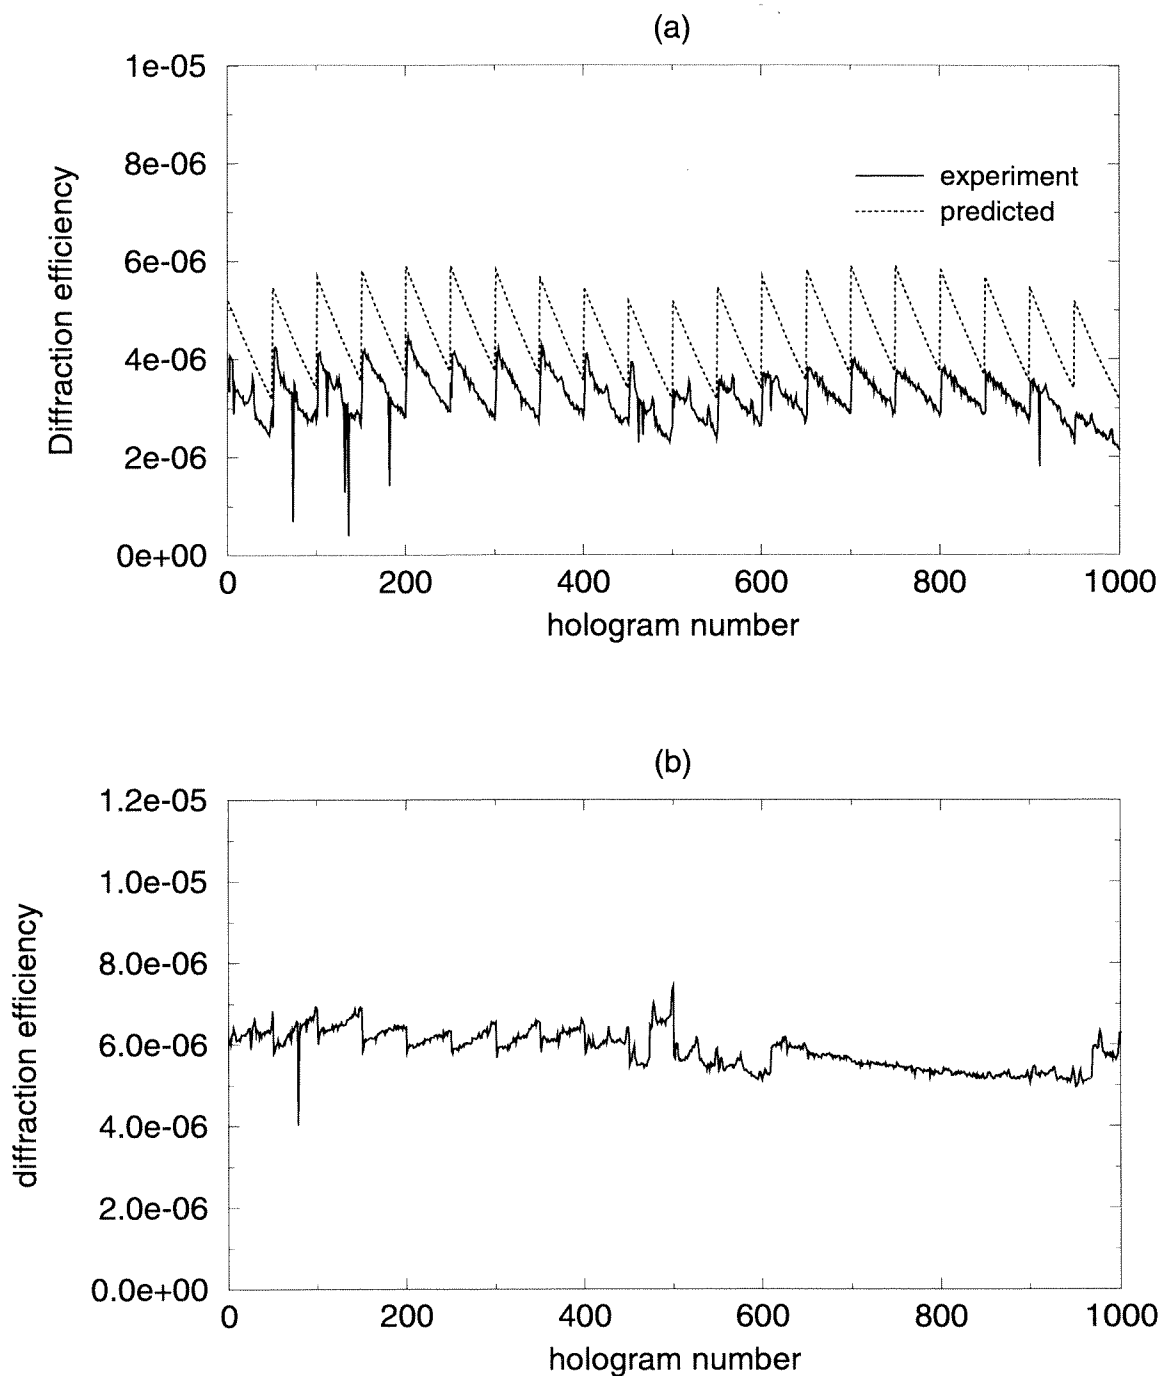 (a)
1e-05
8e-06
6e-06
4e-06
2e-06
0e+00
Diffraction efficiency
experiment
predicted
0 200 400 600 800 1000
hologram number
(b)
1.2e-05
1.0e-05
8.0e-06
6.0e-06
4.0e-06
2.0e-06
0.0e+00
diffraction efficiency
0 200 400 600 800 1000
hologram number